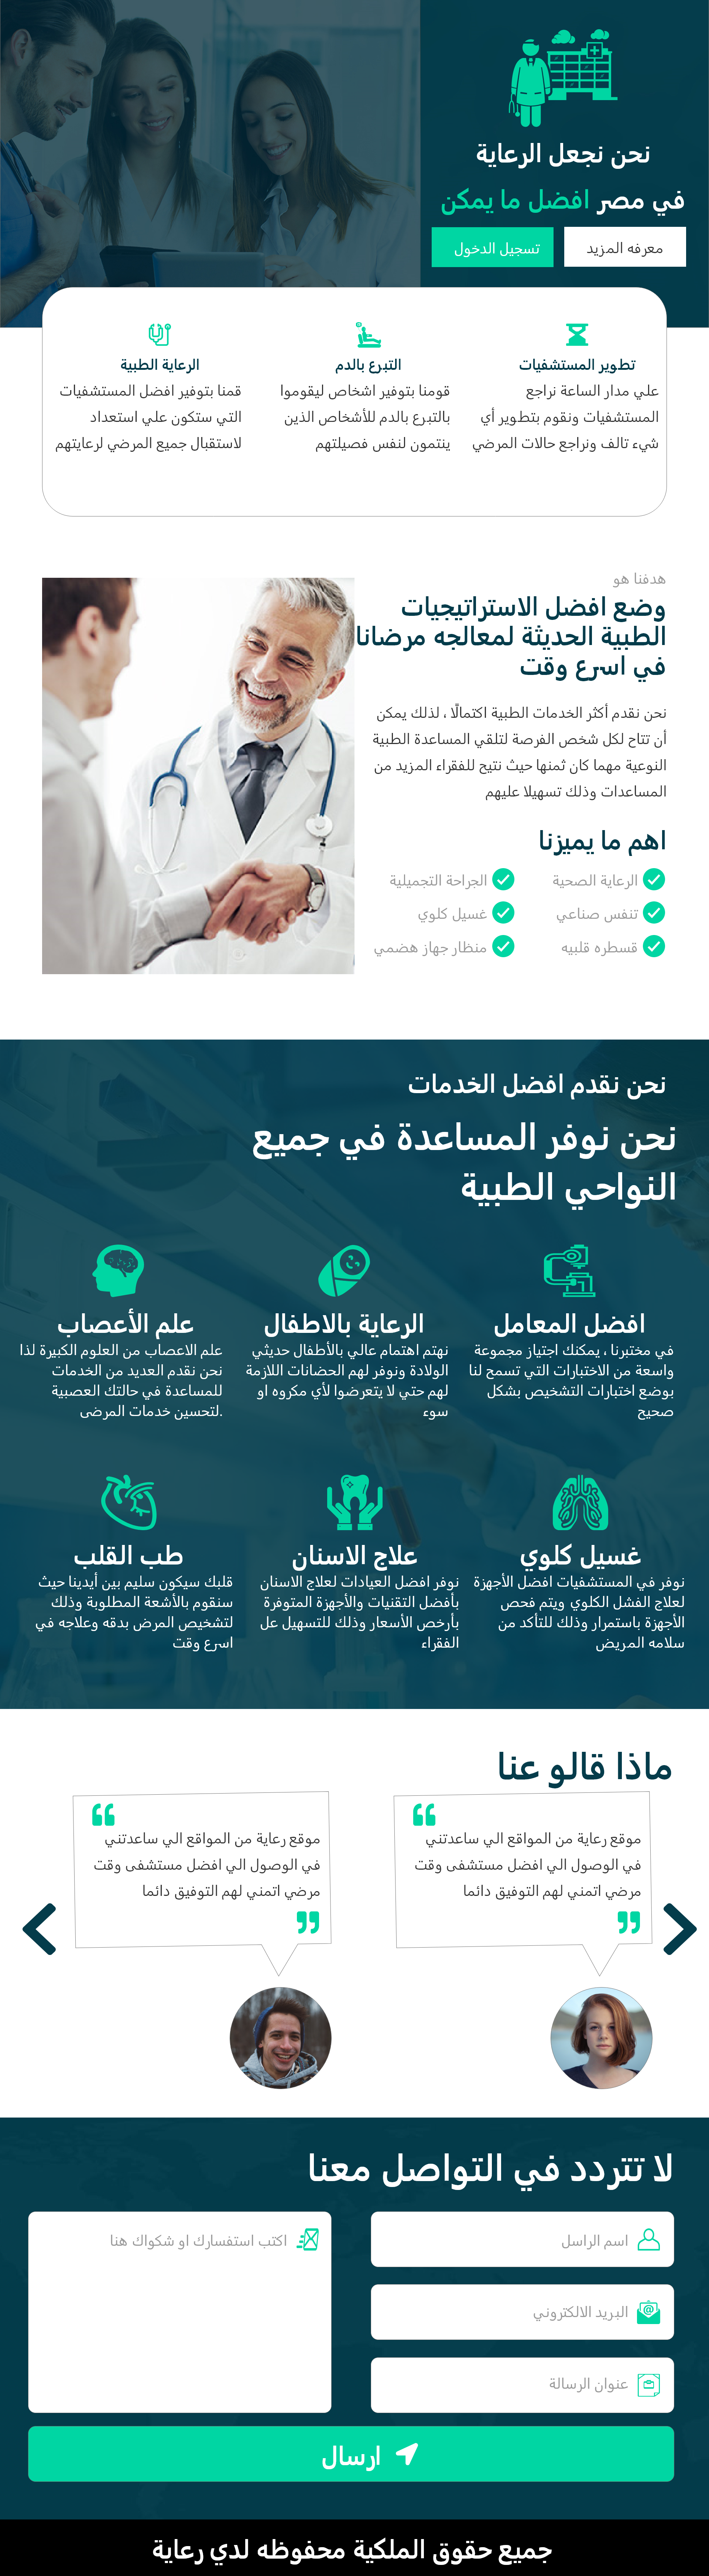 نحن نجعل الرعاية
في مصر افضل ما يمكن
معرفه المزيد
تسجيل الدخول
تطوير المستشفيات
علي مدار الساعة نراجع
المستشفيات ونقوم بتطوير أي
شيء تالف ونراجع حالات المرضي
التبرع بالدم
قومنا بتوفير اشخاص ليقوموا
بالتبرع بالدم للأشخاص الذين
ينتمون لنفس فصيلتهم
الرعاية الطبية
قمنا بتوفير افضل المستشفيات
التي ستكون علي استعداد
لاستقبال جميع المرضي لرعايتهم
هدفنا هو
وضع افضل الاستراتيجيات
الطبية الحديثة لمعالجه مرضانا
في اسرع وقت
نحن نقدم أكثر الخدمات الطبية اكتمالًا ، لذلك يمكن
أن تتاح لكل شخص الفرصة لتلقي المساعدة الطبية
النوعية مهما كان ثمنها حيث نتيح للفقراء المزيد من
المساعدات وذلك تسهيلا عليهم
اهم ما يميزنا
الرعاية الصحية
الجراحة التجميلية
تنفس صناعي
غسيل كلوي
قسطره قلبيه
منظار جهاز هضمي
نحن نقدم افضل الخدمات
نحن نوفر المساعدة في جميع
النواحي الطبية
افضل المعامل
في مختبرنا ، يمكنك اجتياز مجموعة
واسعة من الاختبارات التي تسمح لنا
بوضع اختبارات التشخيص بشكل
صحيح
الرعاية بالاطفال
نهتم اهتمام عالي بالأطفال حديثي
الولادة ونوفر لهم الحضانات اللازمة
لهم حتي لا يتعرضوا لأي مكروه او
سوء
علم الأعصاب
علم الاعصاب من العلوم الكبيرة لذا
نحن نقدم العديد من الخدمات
للمساعدة في حالتك العصبية
.لتحسين خدمات المرضى
غسيل كلوي
نوفر في المستشفيات افضل الأجهزة
لعلاج الفشل الكلوي ويتم فحص
الأجهزة باستمرار وذلك للتأكد من
سلامه المريض
علاج الاسنان
نوفر افضل العيادات لعلاج الاسنان
بأفضل التقنيات والأجهزة المتوفرة
بأرخص الأسعار وذلك للتسهيل عل
الفقراء
طب القلب
قلبك سيكون سليم بين أيدينا حيث
سنقوم بالأشعة المطلوبة وذلك
لتشخيص المرض بدقه وعلاجه في
اسرع وقت
ماذا قالو عنا
موقع رعاية من المواقع الي ساعدتني
في الوصول الي افضل مستشفى وقت
مرضي اتمني لهم التوفيق دائما
موقع رعاية من المواقع الي ساعدتني
في الوصول الي افضل مستشفى وقت
مرضي اتمني لهم التوفيق دائما
لا تتردد في التواصل معنا
اسم الراسل
البريد الالكتروني
عنوان الرسالة
اكتب استفسارك او شكواك هنا
ارسال
جميع حقوق الملكية محفوظه لدي رعاية